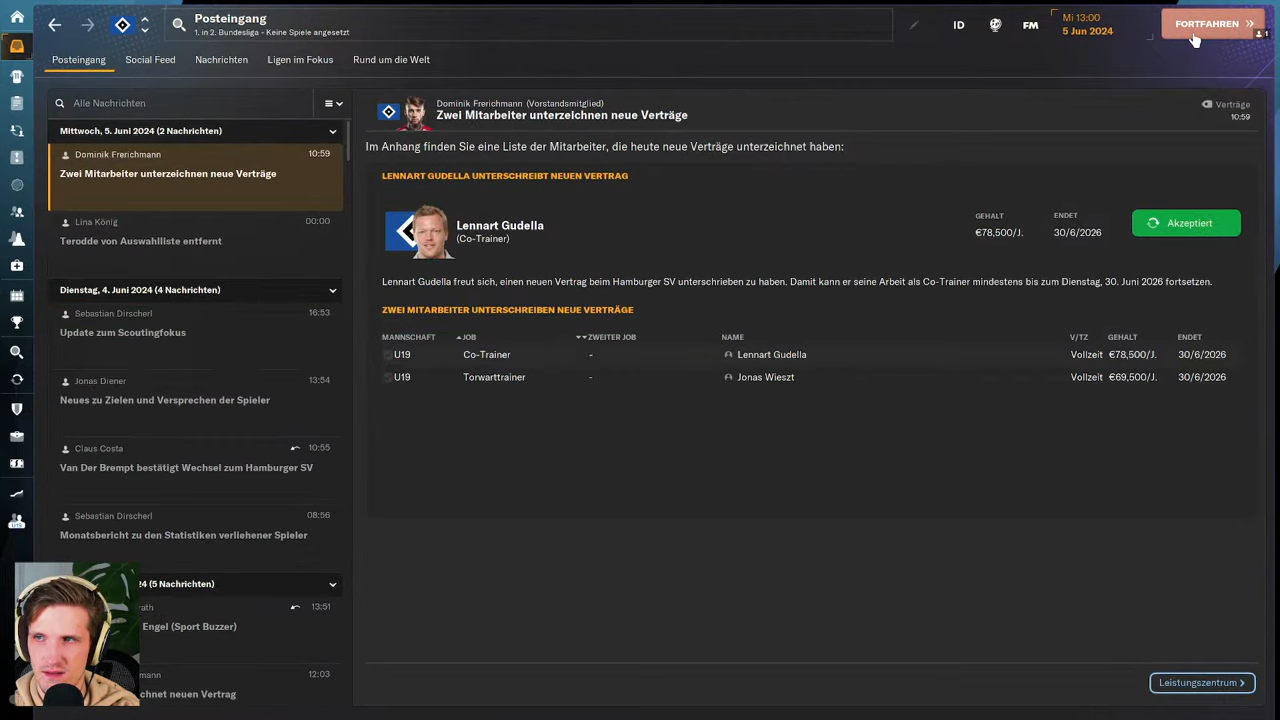 Posteingang
1. in 2. Bundesliga - Keine Spiele angesetzt
ID
FM
Mi 13:00
5 Jun 2024
FORTFAHREN
1
Posteingang
Social Feed
Nachrichten
Ligen im Fokus
Rund um die Welt
Alle Nachrichten
Mittwoch, 5. Juni 2024 (2 Nachrichten)
Dominik Frerichmann 10:59
Zwei Mitarbeiter unterzeichnen neue Verträge
Lina König 00:00
Terodde von Auswahlliste entfernt
Dienstag, 4. Juni 2024 (4 Nachrichten)
Sebastian Dirscherl 16:53
Update zum Scoutingfokus
Jonas Diener 13:54
Neues zu Zielen und Versprechen der Spieler
Claus Costa 10:55
Van Der Brempt bestätigt Wechsel zum Hamburger SV
Sebastian Dirscherl 08:56
Monatsbericht zu den Statistiken verliehener Spieler
24 (5 Nachrichten)
rath 13:51
Engel (Sport Buzzer)
mann 12:03
chnet neuen Vertrag
U19
Dominik Frerichmann (Vorstandsmitglied)
Zwei Mitarbeiter unterzeichnen neue Verträge
Verträge
10:59
Im Anhang finden Sie eine Liste der Mitarbeiter, die heute neue Verträge unterzeichnet haben:
LENNART GUDELLA UNTERSCHREIBT NEUEN VERTRAG
Lennart Gudella
(Co-Trainer)
GEHALT
€78,500/J.
ENDET
30/6/2026
Akzeptiert
Lennart Gudella freut sich, einen neuen Vertrag beim Hamburger SV unterschrieben zu haben. Damit kann er seine Arbeit als Co-Trainer mindestens bis zum Dienstag, 30. Juni 2026 fortsetzen.
ZWEI MITARBEITER UNTERSCHREIBEN NEUE VERTRÄGE
MANNSCHAFT JOB ZWEITER JOB NAME V/TZ GEHALT ENDET
U19 Co-Trainer - Lennart Gudella Vollzeit €78,500/J. 30/6/2026
U19 Torwarttrainer - Jonas Wieszt Vollzeit €69,500/J. 30/6/2026
Leistungszentrum